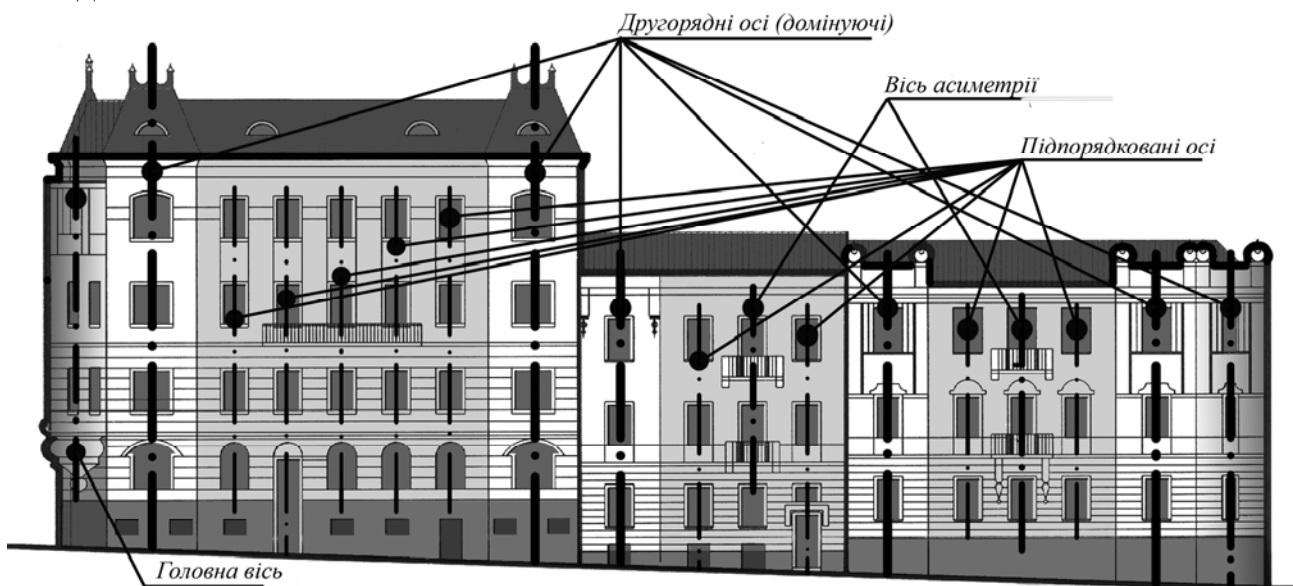 Другорядні осі (домінуючі)
Вісь асиметрії
Підпорядковані осі
Головна вісь